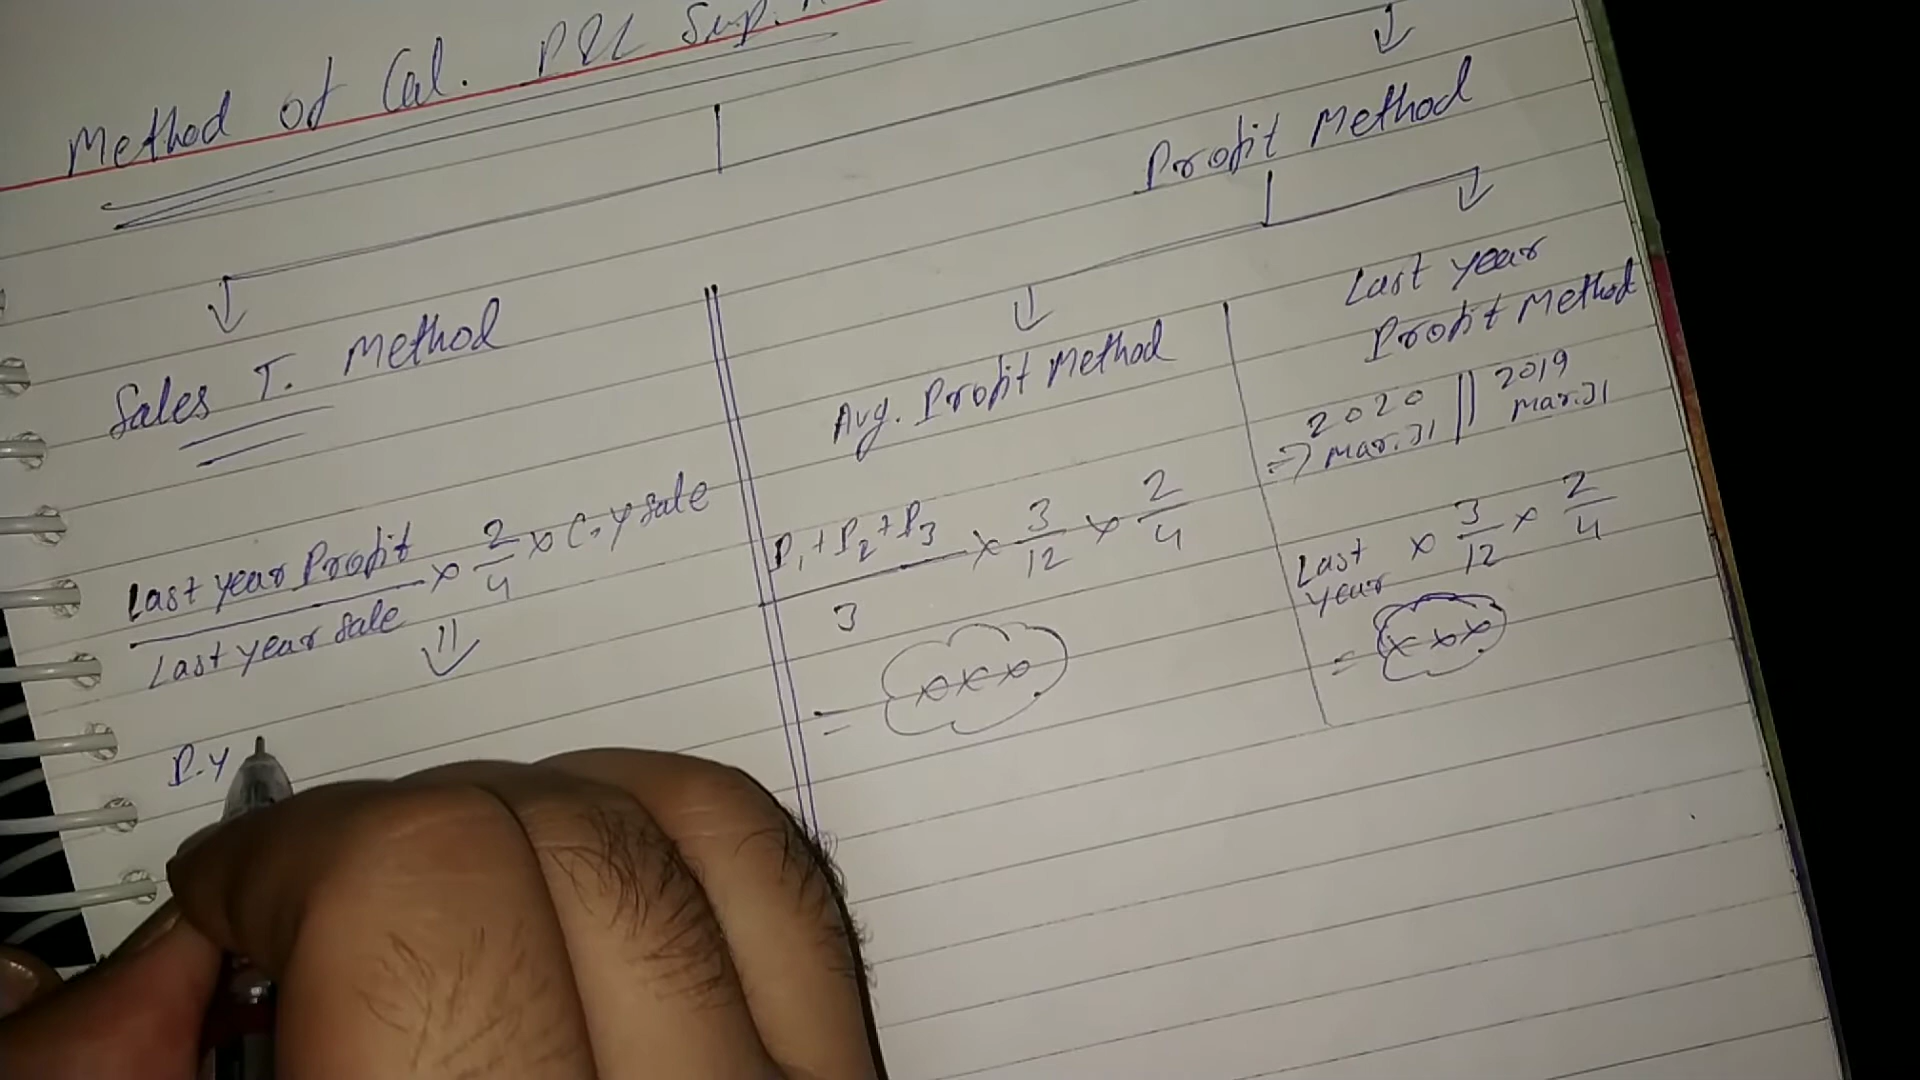 Method of Cal. P&L Sup.
Profit Method
Sales T. Method
Last year Profit
Last year sale
× 2/4 × C.Y sale
P.Y
Avg. Profit Method
P1 + P2 + P3
3
× 3/12 × 2/4
= ×××
Last year
Profit Method
=> 2020 Mar.31 || 2019 Mar.31
Last year × 3/12 × 2/4
= ×××